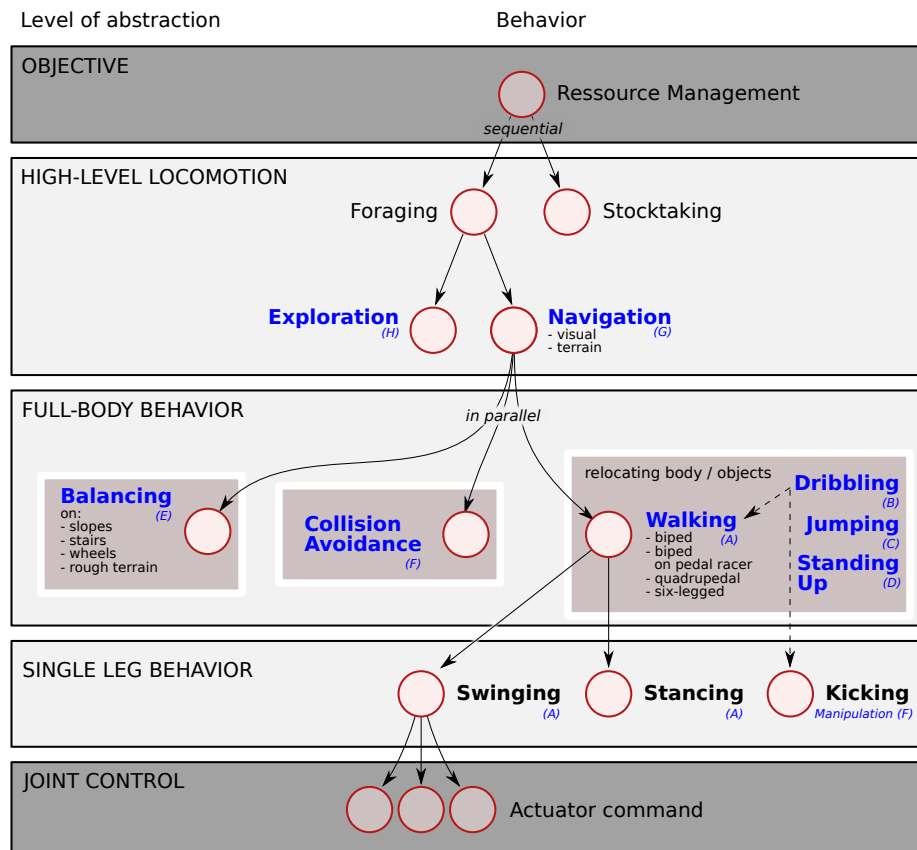 Level of abstraction
Behavior
OBJECTIVE
Ressource Management
sequential
HIGH-LEVEL LOCOMOTION
Foraging
Stocktaking
Exploration
(H)
Navigation
(G)
- visual
- terrain
FULL-BODY BEHAVIOR
in parallel
Balancing
(E)
on:
- slopes
- stairs
- wheels
- rough terrain
Collision
Avoidance
(F)
relocating body / objects
Walking
(A)
- biped
- biped
on pedal racer
- quadrupedal
- six-legged
Dribbling
(B)
Jumping
(C)
Standing
Up
(D)
SINGLE LEG BEHAVIOR
Swinging
(A)
Stancing
(A)
Kicking
Manipulation (F)
JOINT CONTROL
Actuator command